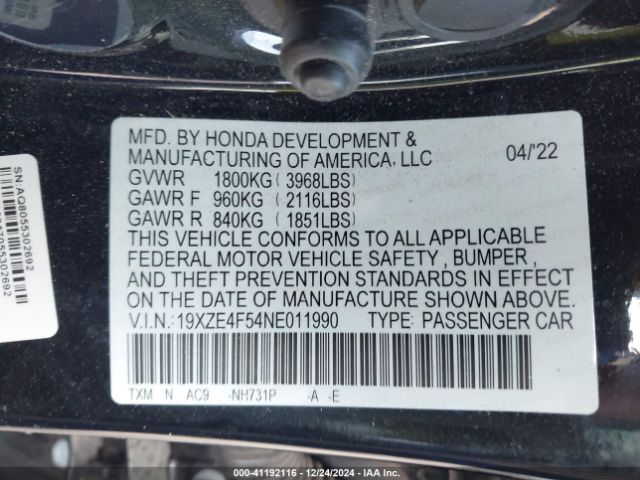 MFD. BY HONDA DEVELOPMENT &
MANUFACTURING OF AMERICA, LLC 04/'22
GVWR 1800KG ( 3968LBS)
GAWR F 960KG ( 2116LBS)
GAWR R 840KG ( 1851LBS)
THIS VEHICLE CONFORMS TO ALL APPLICABLE
FEDERAL MOTOR VEHICLE SAFETY , BUMPER ,
AND THEFT PREVENTION STANDARDS IN EFFECT
ON THE DATE OF MANUFACTURE SHOWN ABOVE.
V.I.N.: 19XZE4F54NE011990 TYPE: PASSENGER CAR
TXM N AC9 -NH731P -A -E
SN:AQ8055302692
000-41192116 • 12/24/2024 • IAA Inc.